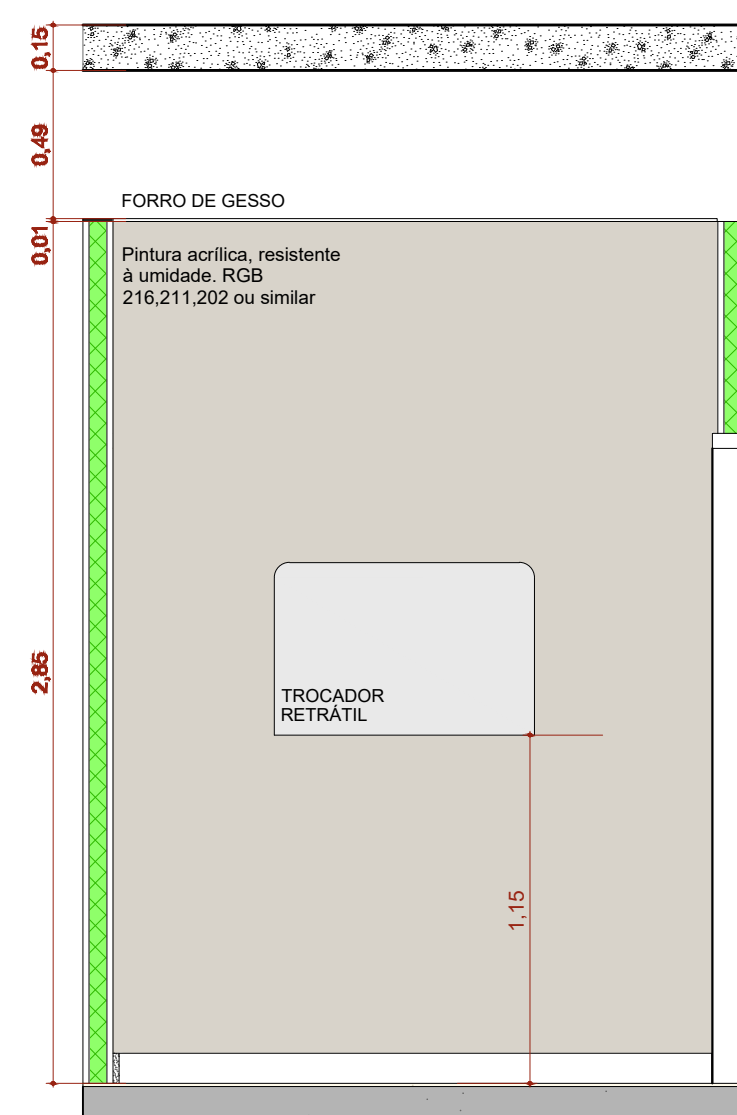 0,15
0,49
FORRO DE GESSO
0,01
Pintura acrílica, resistente
à umidade. RGB
216,211,202 ou similar
2,85
TROCADOR
RETRÁTIL
1,15